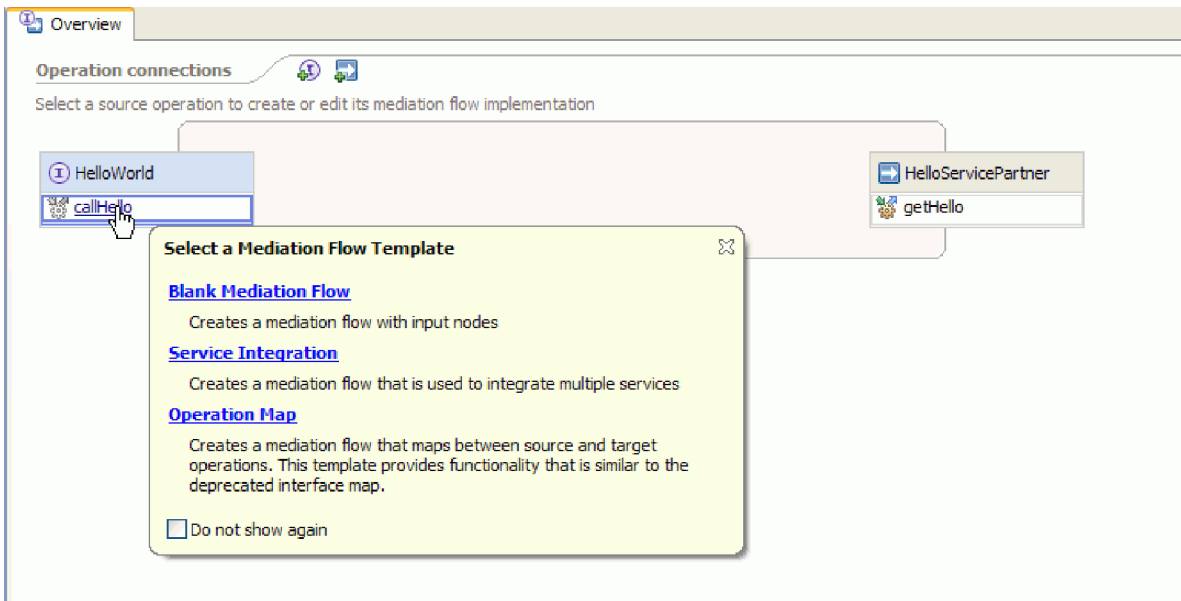 Overview
Operation connections
Select a source operation to create or edit its mediation flow implementation
HelloWorld
HelloServicePartner
callHello
getHello
Select a Mediation Flow Template
Blank Mediation Flow
Creates a mediation flow with input nodes
Service Integration
Creates a mediation flow that is used to integrate multiple services
Operation Map
Creates a mediation flow that maps between source and target
operations. This template provides functionality that is similar to the
deprecated interface map.
Do not show again